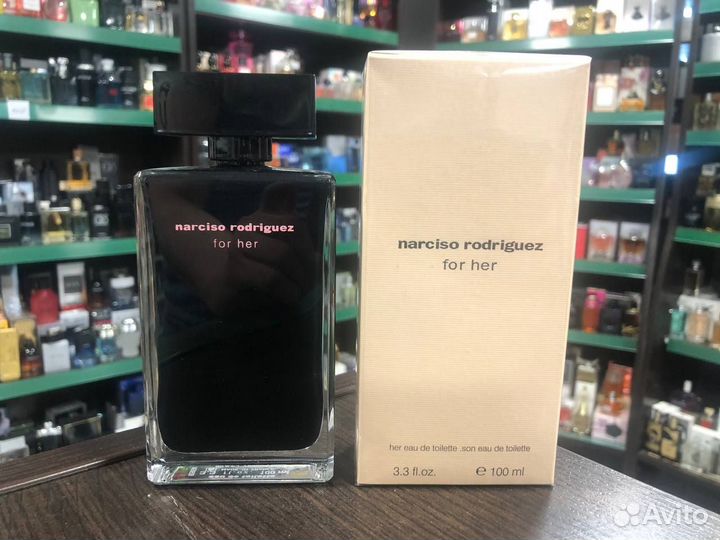 narciso rodriguez
for her
narciso rodriguez
for her
her eau de toilette .son eau de toilette
3.3 fl.oz. e 100 ml
Avito